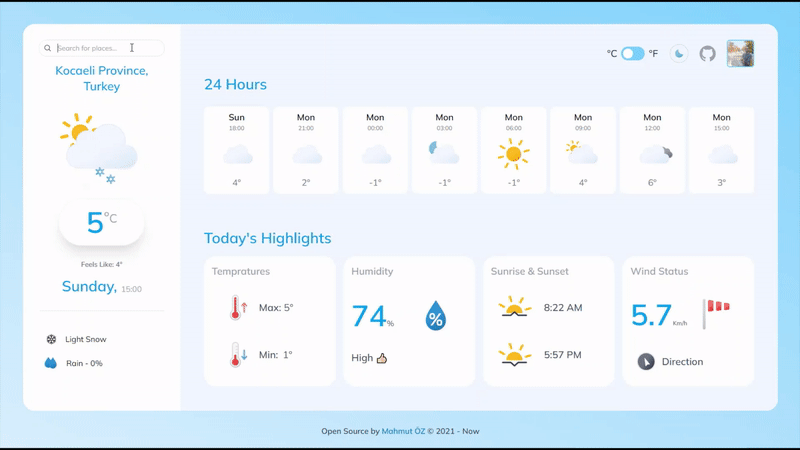 Search for places...
Kocaeli Province,
Turkey
5°C
Feels Like: 4°
Sunday, 15:00
Light Snow
Rain - 0%
°C °F
24 Hours
Sun Mon Mon Mon Mon Mon Mon Mon
18:00 21:00 00:00 03:00 06:00 09:00 12:00 15:00
4° 2° -1° -1° -1° 4° 6° 3°
Today's Highlights
Tempratures
Max: 5°
Min: 1°
Humidity
74%
%
High
Sunrise & Sunset
8:22 AM
5:57 PM
Wind Status
5.7 Km/h
Direction
Open Source by Mahmut ÖZ © 2021 - Now